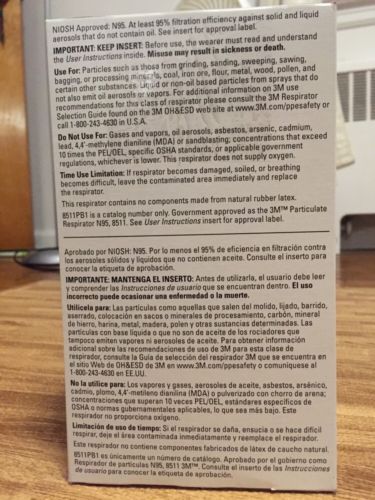 NIOSH Approved: N95. At least 95% filtration efficiency against solid and liquid
aerosols that do not contain oil. See insert for approval label.
IMPORTANT: KEEP INSERT: Before use, the wearer must read and understand
the User Instructions inside. Misuse may result in sickness or death.
Use For: Particles such as those from grinding, sanding, sweeping, sawing,
bagging, or processing minerals, coal, iron ore, flour, metal, wood, pollen, and
certain other substances. Liquid or non-oil based particles from sprays that do
not also emit oil aerosols or vapors. For additional information on 3M use
recommendations for this class of respirator please consult the 3M Respirator
Selection Guide found on the 3M OH&ESD web site at www.3M.com/ppesafety or
call 1-800-243-4630 in U.S.A.
Do Not Use For: Gases and vapors, oil aerosols, asbestos, arsenic, cadmium,
lead, 4,4'-methylene dianiline (MDA) or sandblasting; concentrations that exceed
10 times the PEL/OEL, specific OSHA standards, or applicable government
regulations, whichever is lower. This respirator does not supply oxygen.
Time Use Limitation: If respirator becomes damaged, soiled, or breathing
becomes difficult, leave the contaminated area immediately and replace
the respirator.
This respirator contains no components made from natural rubber latex.
8511PB1 is a catalog number only. Government approved as the 3M™ Particulate
Respirator N95, 8511. See User Instructions insert for approval label.
Aprobado por NIOSH: N95. Por lo menos el 95% de eficiencia en filtración contra
los aerosoles sólidos y líquidos que no contienen aceite. Consulte el inserto para
conocer la etiqueta de aprobación.
IMPORTANTE: MANTENGA EL INSERTO: Antes de utilizarla, el usuario debe leer
y comprender las Instrucciones de usuario que se encuentran dentro. El uso
incorrecto puede ocasionar una enfermedad o la muerte.
Utilícela para: Las partículas como aquellas que salen del molido, lijado, barrido,
aserrado, colocación en sacos o minerales de procesamiento, carbón, mineral
de hierro, harina, metal, madera, polen y otras sustancias determinadas. Las
partículas con base líquida o que no son de aceite de los rociadores que
tampoco emiten vapores ni aerosoles de aceite. Para obtener información
adicional sobre las recomendaciones de uso de 3M para esta clase de
respirador, consulte la Guía de selección del respirador 3M que se encuentra en
el sitio Web de OH&ESD de 3M en www.3M.com/ppesafety o comuníquese al
1-800-243-4630 en EE.UU.
No la utilice para: Los vapores y gases, aerosoles de aceite, asbestos, arsénico,
cadmio, plomo, 4,4'-metileno dianilina (MDA) o pulverizado con chorro de arena;
concentraciones que superan 10 veces PEL/OEL, estándares específicos de
OSHA o normas gubernamentales aplicables, lo que sea más bajo. Este
respirador no proporciona oxígeno.
Limitación de uso de tiempo: Si el respirador se daña, ensucia o se hace difícil
respirar, deje el área contaminada inmediatamente y reemplace el respirador.
Este respirador no contiene componentes fabricados de látex de caucho natural.
8511PB1 es únicamente un número de catálogo. Aprobado por el gobierno como
Respirador de partículas N95, 8511 3M™. Consulte el inserto de las Instrucciones
de usuario para conocer la etiqueta de aprobación.